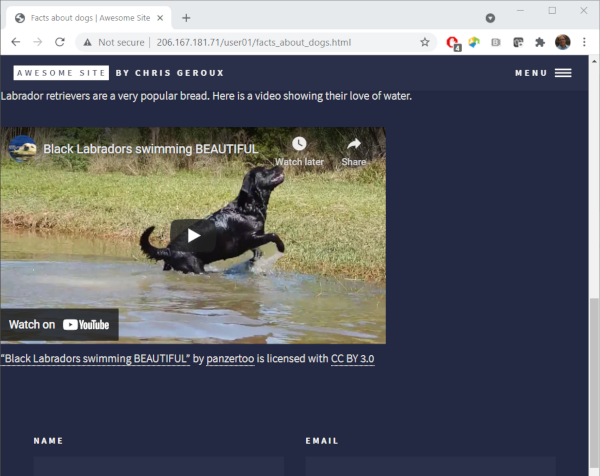 Facts about dogs | Awesome Site
Not secure | 206.167.181.71/user01/facts_about_dogs.html
4
AWESOME SITE BY CHRIS GEROUX
MENU
Labrador retrievers are a very popular bread. Here is a video showing their love of water.
Black Labradors swimming BEAUTIFUL
Watch later
Share
Watch on YouTube
"Black Labradors swimming BEAUTIFUL" by panzertoo is licensed with CC BY 3.0
NAME
EMAIL